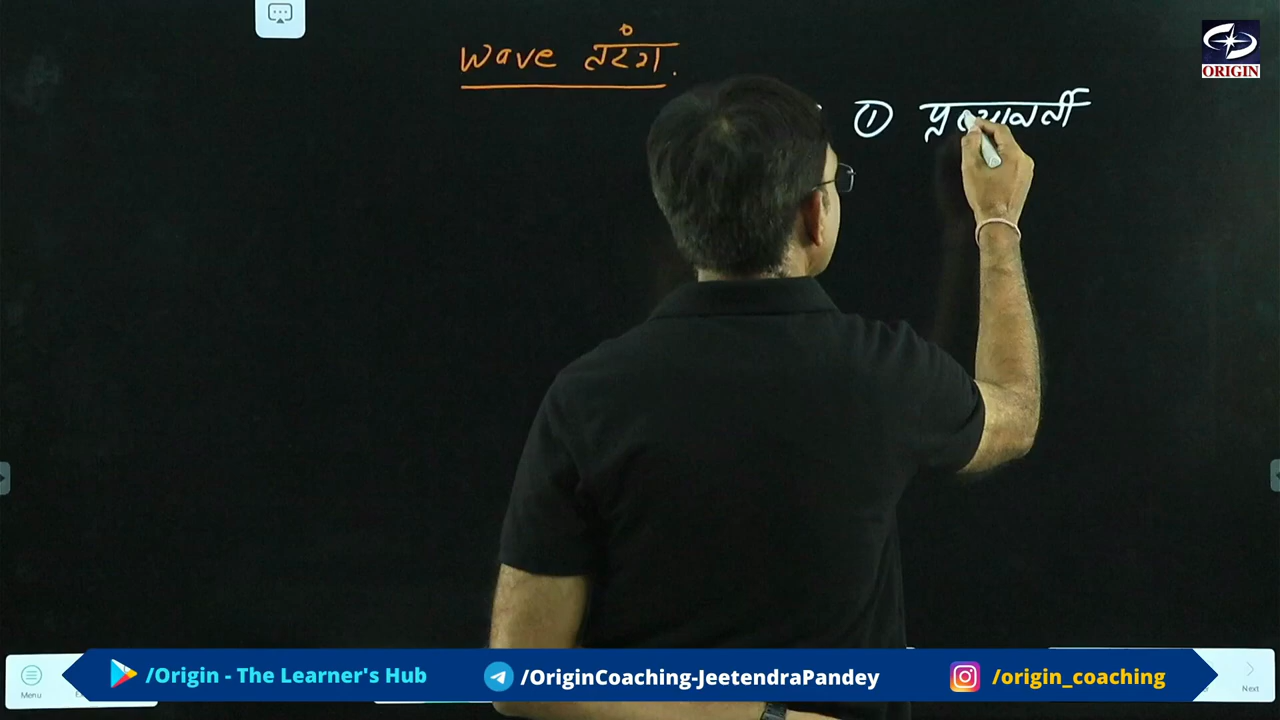 Wave तरंग.
① प्रत्यावर्ती
ORIGIN
Menu
Next
/Origin - The Learner's Hub
/OriginCoaching-JeetendraPandey
/origin_coaching